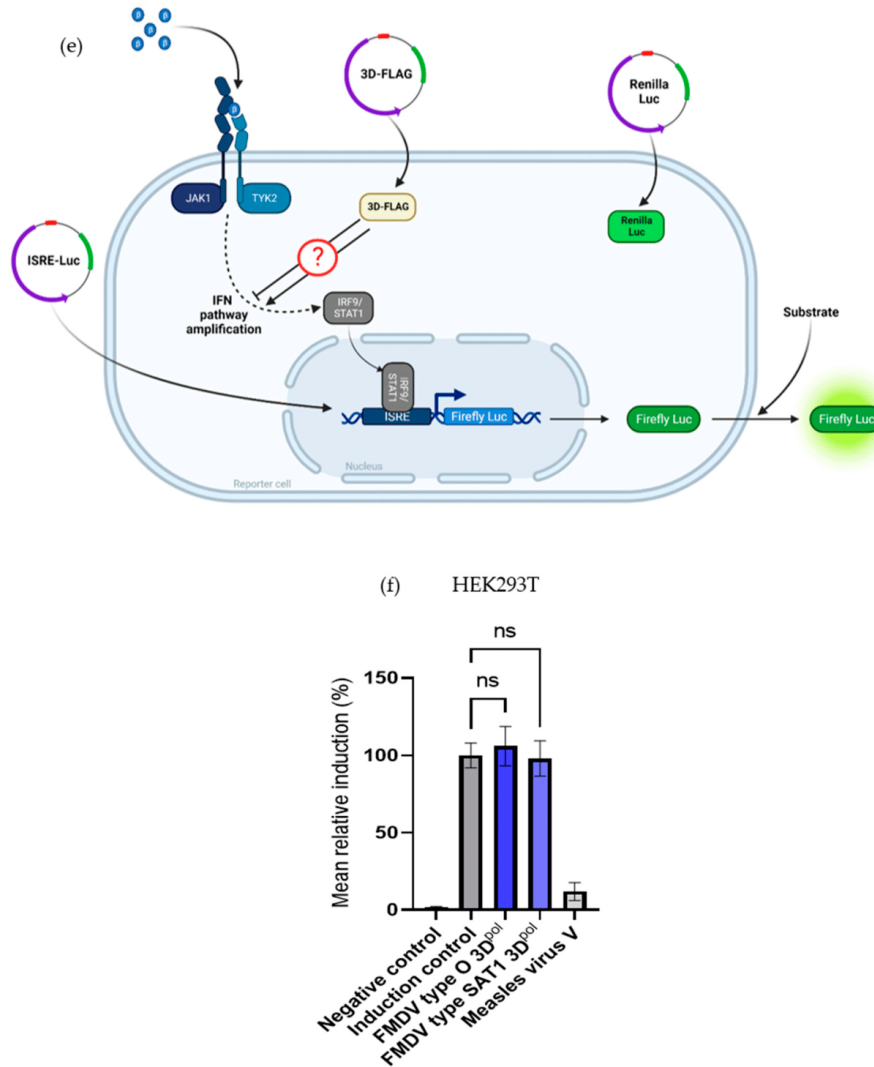 (e)
β β
β
β β
3D-FLAG
Renilla
Luc
β
JAK1
TYK2
3D-FLAG
Renilla
Luc
ISRE-Luc
?
IFN
pathway
amplification
IRF9/
STAT1
Substrate
IRF9/
STAT1
ISRE
Firefly Luc
Firefly Luc
Firefly Luc
Nucleus
Reporter cell
(f) HEK293T
ns
ns
Mean relative induction (%)
150
100
50
0
Negative control
Induction control
FMDV type O 3Dpol
FMDV type SAT1 3Dpol
Measles virus V